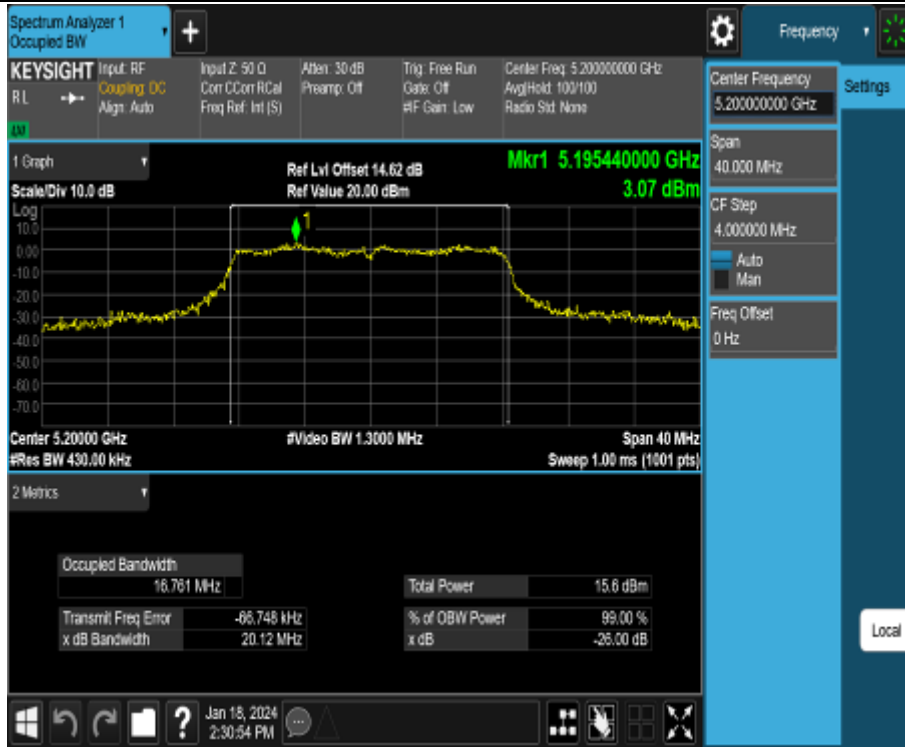 Spectrum Analyzer 1
Occupied BW
+
Frequency
KEYSIGHT
RL
Input: RF
Coupling: DC
Align: Auto
Input Z: 50 Ω
Corr CCorr RCal
Freq Ref: Int (S)
Atten: 30 dB
Preamp: Off
Trig: Free Run
Gate: Off
#IF Gain: Low
Center Freq: 5.200000000 GHz
Avg|Hold: 100/100
Radio Std: None
Center Frequency
5.200000000 GHz
Settings
Span
40.000 MHz
CF Step
4.000000 MHz
Auto
Man
Freq Offset
0 Hz
1 Graph
Scale/Div 10.0 dB
Ref Lvl Offset 14.62 dB
Ref Value 20.00 dBm
Mkr1 5.195440000 GHz
3.07 dBm
Log
1
10.0
0.00
-10.0
-20.0
-30.0
-40.0
-50.0
-60.0
-70.0
Center 5.20000 GHz
#Res BW 430.00 kHz
#Video BW 1.3000 MHz
Span 40 MHz
Sweep 1.00 ms (1001 pts)
2 Metrics
Occupied Bandwidth
16.761 MHz
Total Power 15.6 dBm
Transmit Freq Error -66.748 kHz
% of OBW Power 99.00 %
x dB Bandwidth 20.12 MHz
x dB -26.00 dB
Local
?
Jan 18, 2024
2:30:54 PM